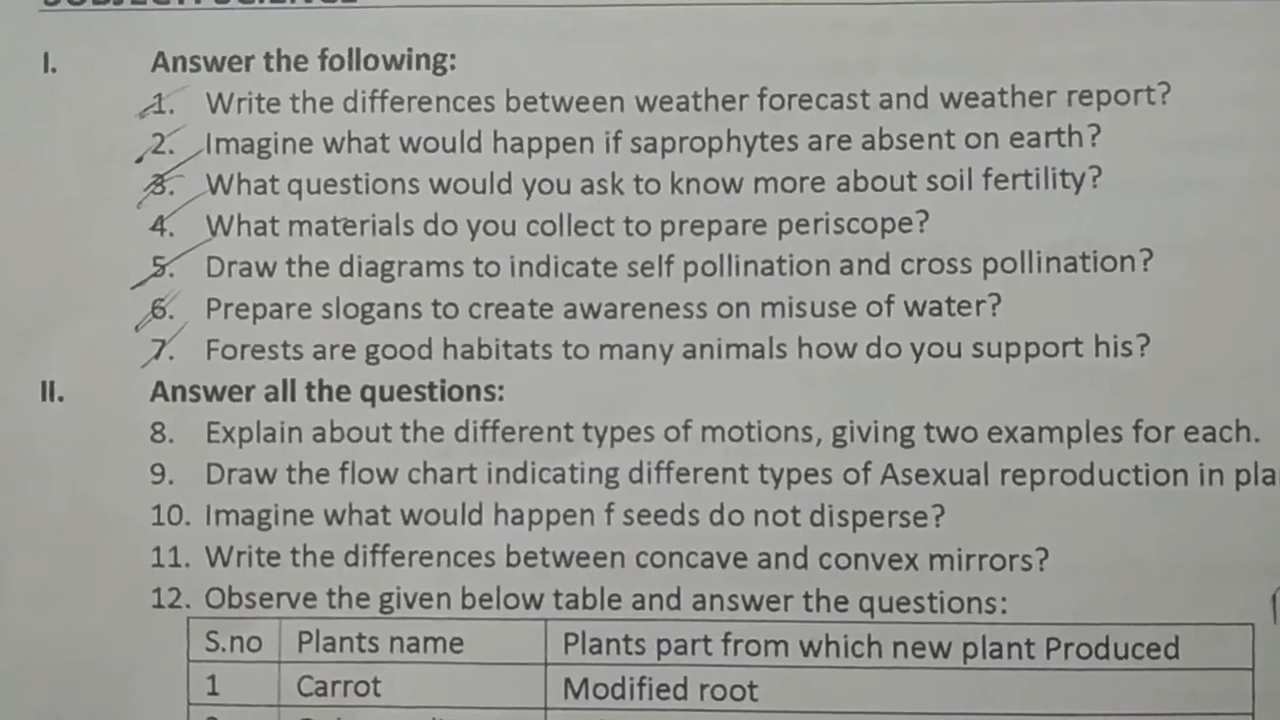 SUBJECT: SCIENCE
I. Answer the following:
1. Write the differences between weather forecast and weather report?
2. Imagine what would happen if saprophytes are absent on earth?
3. What questions would you ask to know more about soil fertility?
4. What materials do you collect to prepare periscope?
5. Draw the diagrams to indicate self pollination and cross pollination?
6. Prepare slogans to create awareness on misuse of water?
7. Forests are good habitats to many animals how do you support his?
II. Answer all the questions:
8. Explain about the different types of motions, giving two examples for each.
9. Draw the flow chart indicating different types of Asexual reproduction in pla
10. Imagine what would happen f seeds do not disperse?
11. Write the differences between concave and convex mirrors?
12. Observe the given below table and answer the questions:
S.no Plants name Plants part from which new plant Produced
1 Carrot Modified root